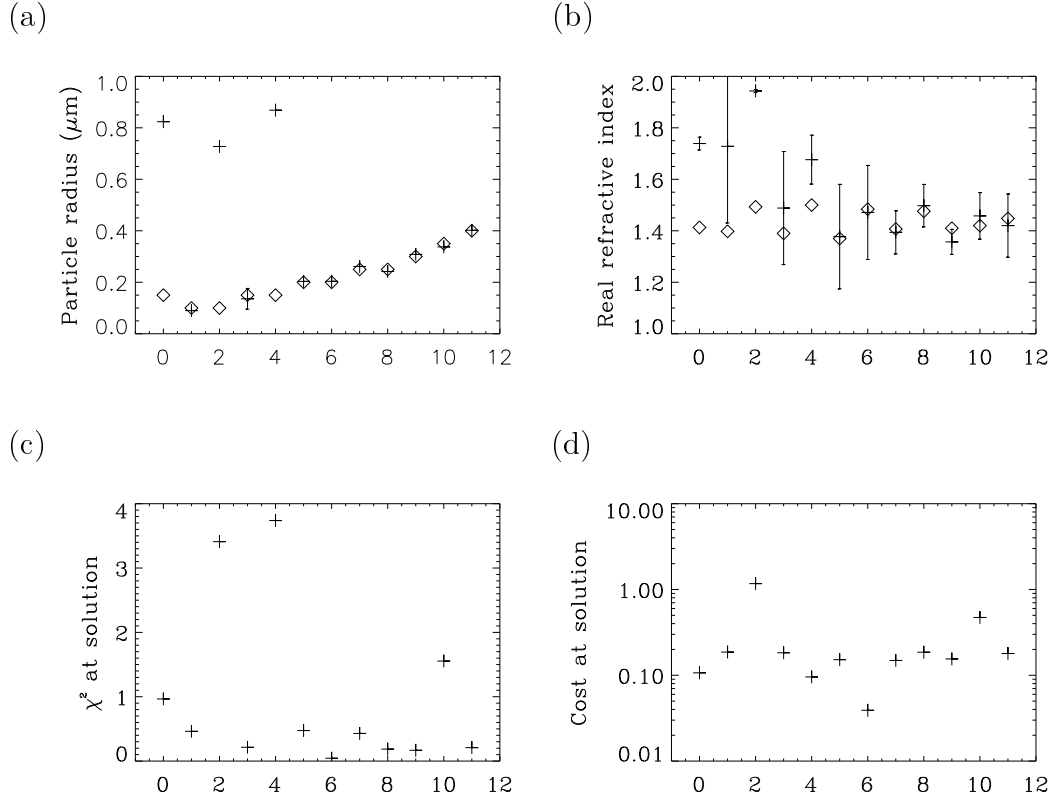 (a)
(b)
Particle radius (μm)
1.0
0.8
0.6
0.4
0.2
0.0
0 2 4 6 8 10 12
Real refractive index
2.0
1.8
1.6
1.4
1.2
1.0
0 2 4 6 8 10 12
(c)
(d)
χ² at solution
4
3
2
1
0
0 2 4 6 8 10 12
Cost at solution
10.00
1.00
0.10
0.01
0 2 4 6 8 10 12